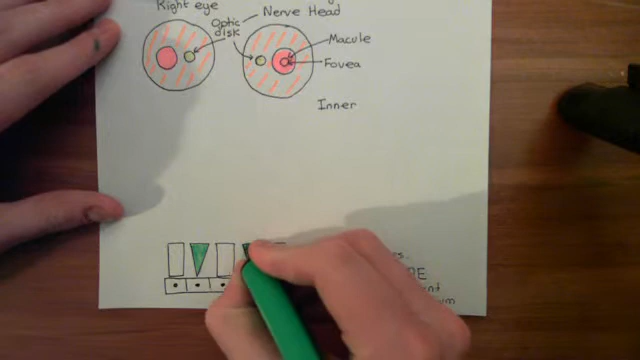 Right eye
Optic
disk
Nerve Head
Macule
Fovea
Inner